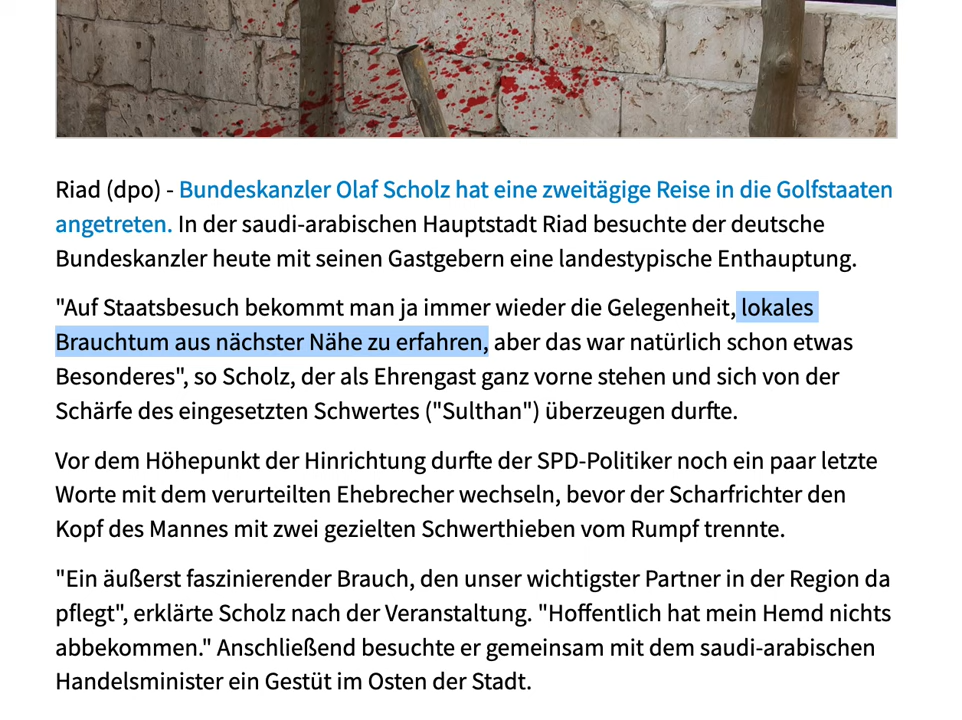 Riad (dpo) - Bundeskanzler Olaf Scholz hat eine zweitägige Reise in die Golfstaaten
angetreten. In der saudi-arabischen Hauptstadt Riad besuchte der deutsche
Bundeskanzler heute mit seinen Gastgebern eine landestypische Enthauptung.
"Auf Staatsbesuch bekommt man ja immer wieder die Gelegenheit, lokales
Brauchtum aus nächster Nähe zu erfahren, aber das war natürlich schon etwas
Besonderes", so Scholz, der als Ehrengast ganz vorne stehen und sich von der
Schärfe des eingesetzten Schwertes ("Sulthan") überzeugen durfte.
Vor dem Höhepunkt der Hinrichtung durfte der SPD-Politiker noch ein paar letzte
Worte mit dem verurteilten Ehebrecher wechseln, bevor der Scharfrichter den
Kopf des Mannes mit zwei gezielten Schwerthieben vom Rumpf trennte.
"Ein äußerst faszinierender Brauch, den unser wichtigster Partner in der Region da
pflegt", erklärte Scholz nach der Veranstaltung. "Hoffentlich hat mein Hemd nichts
abbekommen." Anschließend besuchte er gemeinsam mit dem saudi-arabischen
Handelsminister ein Gestüt im Osten der Stadt.